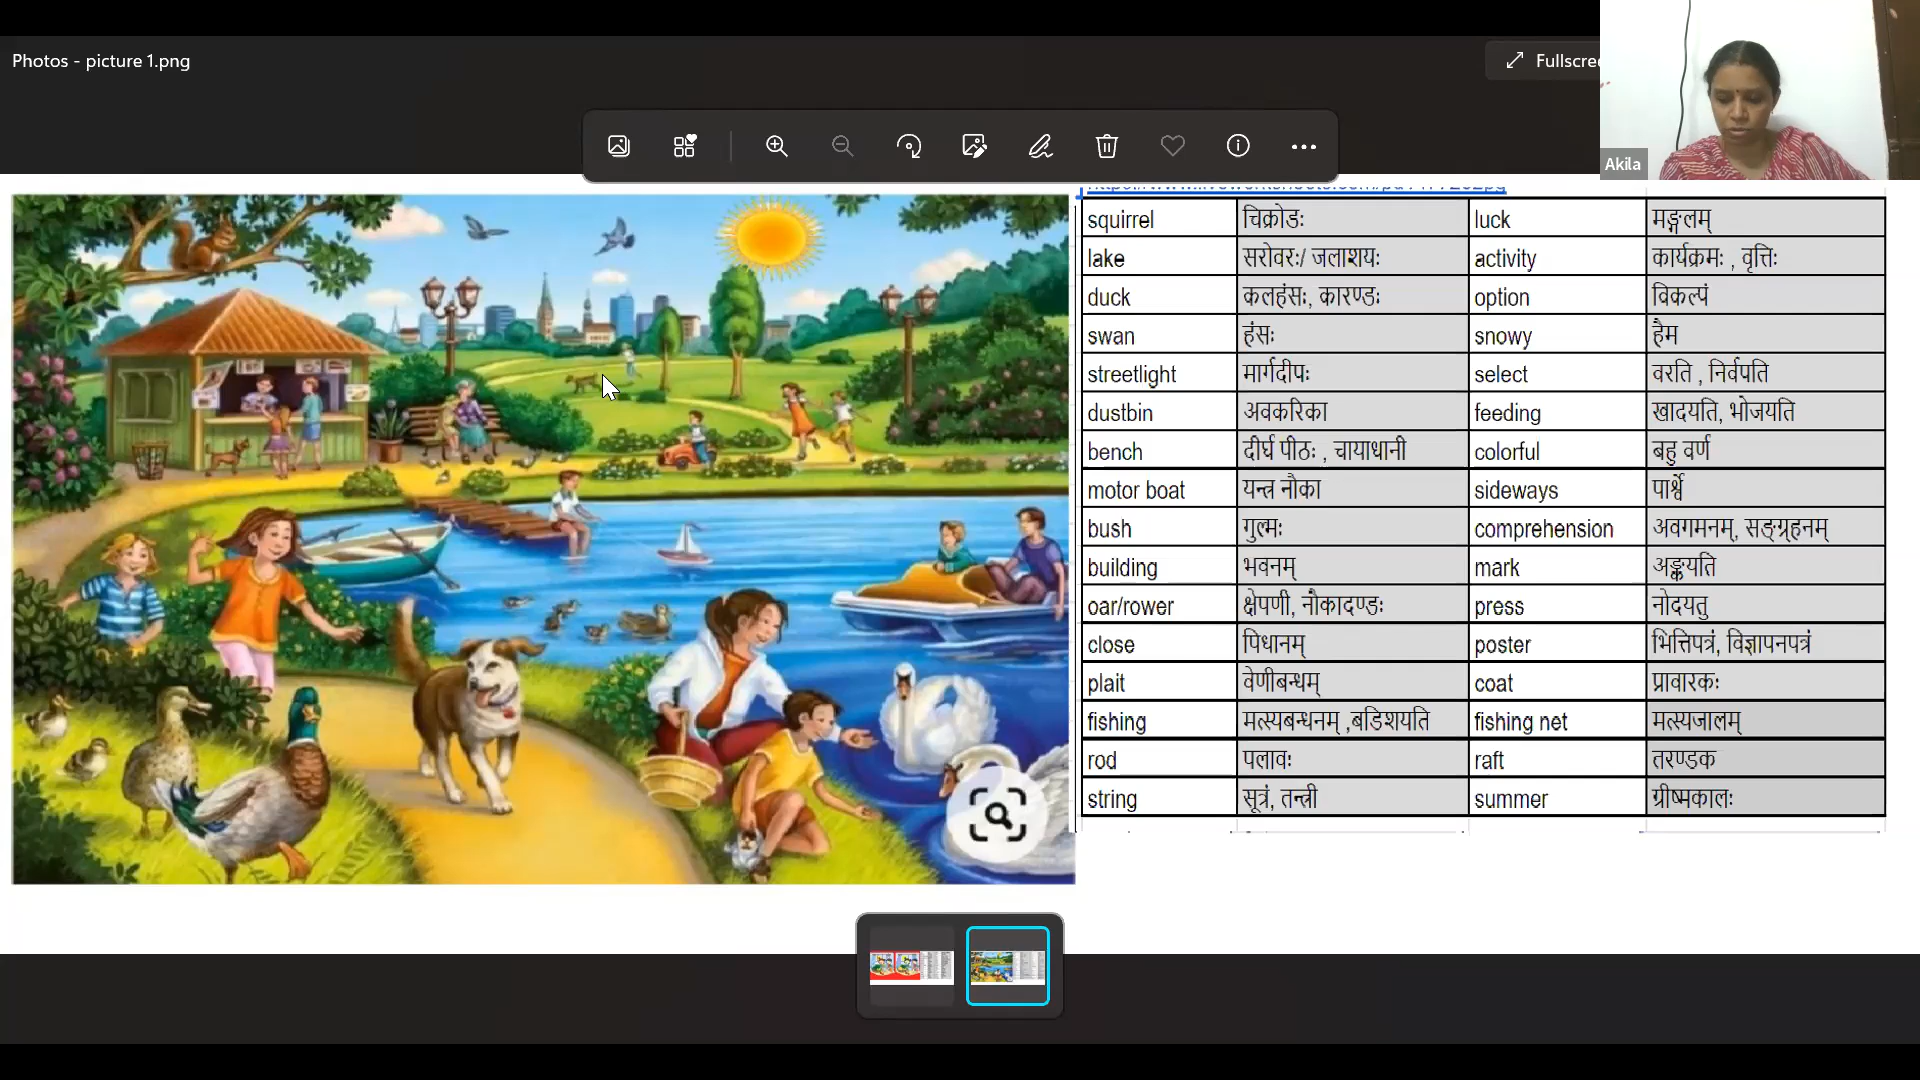 Photos - picture 1.png
Fullscree
Akila
squirrel चिक्रोडः luck मङ्गलम्
lake सरोवरः/ जलाशयः activity कार्यक्रमः , वृत्तिः
duck कलहंसः, कारण्डः option विकल्पं
swan हंसः snowy हैम
streetlight मार्गदीपः select वरति , निर्वपति
dustbin अवकरिका feeding खादयति, भोजयति
bench दीर्घ पीठः , चायाधानी colorful बहु वर्ण
motor boat यन्त्र नौका sideways पार्श्वे
bush गुल्मः comprehension अवगमनम्, सङ्ग्रहनम्
building भवनम् mark अङ्कयति
oar/rower क्षेपणी, नौकादण्डः press नोदयतु
close पिधानम् poster भित्तिपत्रं, विज्ञापनपत्रं
plait वेणीबन्धम् coat प्रावारकः
fishing मत्स्यबन्धनम् ,बडिशयति fishing net मत्स्यजालम्
rod पलावः raft तरण्डक
string सूत्रं, तन्त्री summer ग्रीष्मकालः